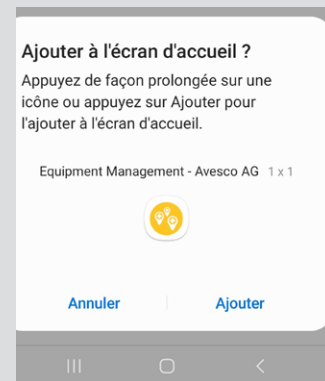 Ajouter à l'écran d'accueil ?
Appuyez de façon prolongée sur une
icône ou appuyez sur Ajouter pour
l'ajouter à l'écran d'accueil.
Equipment Management - Avesco AG 1 x 1
Annuler Ajouter